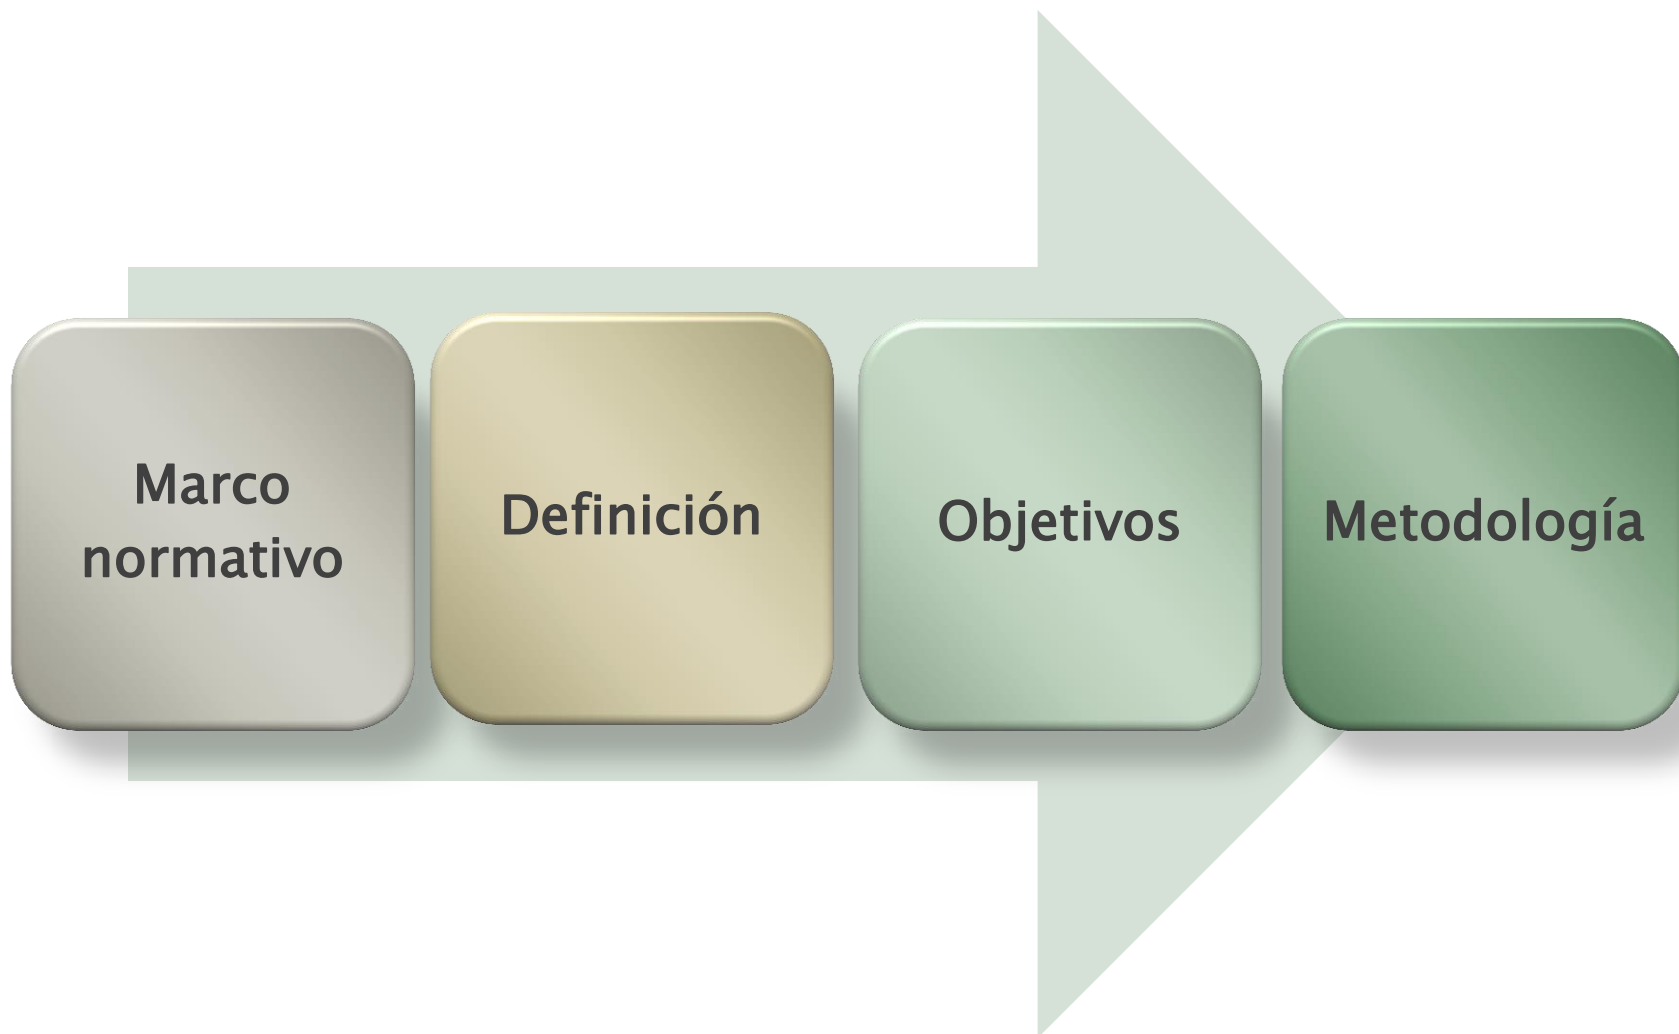 Marco
normativo
Definición
Objetivos
Metodología